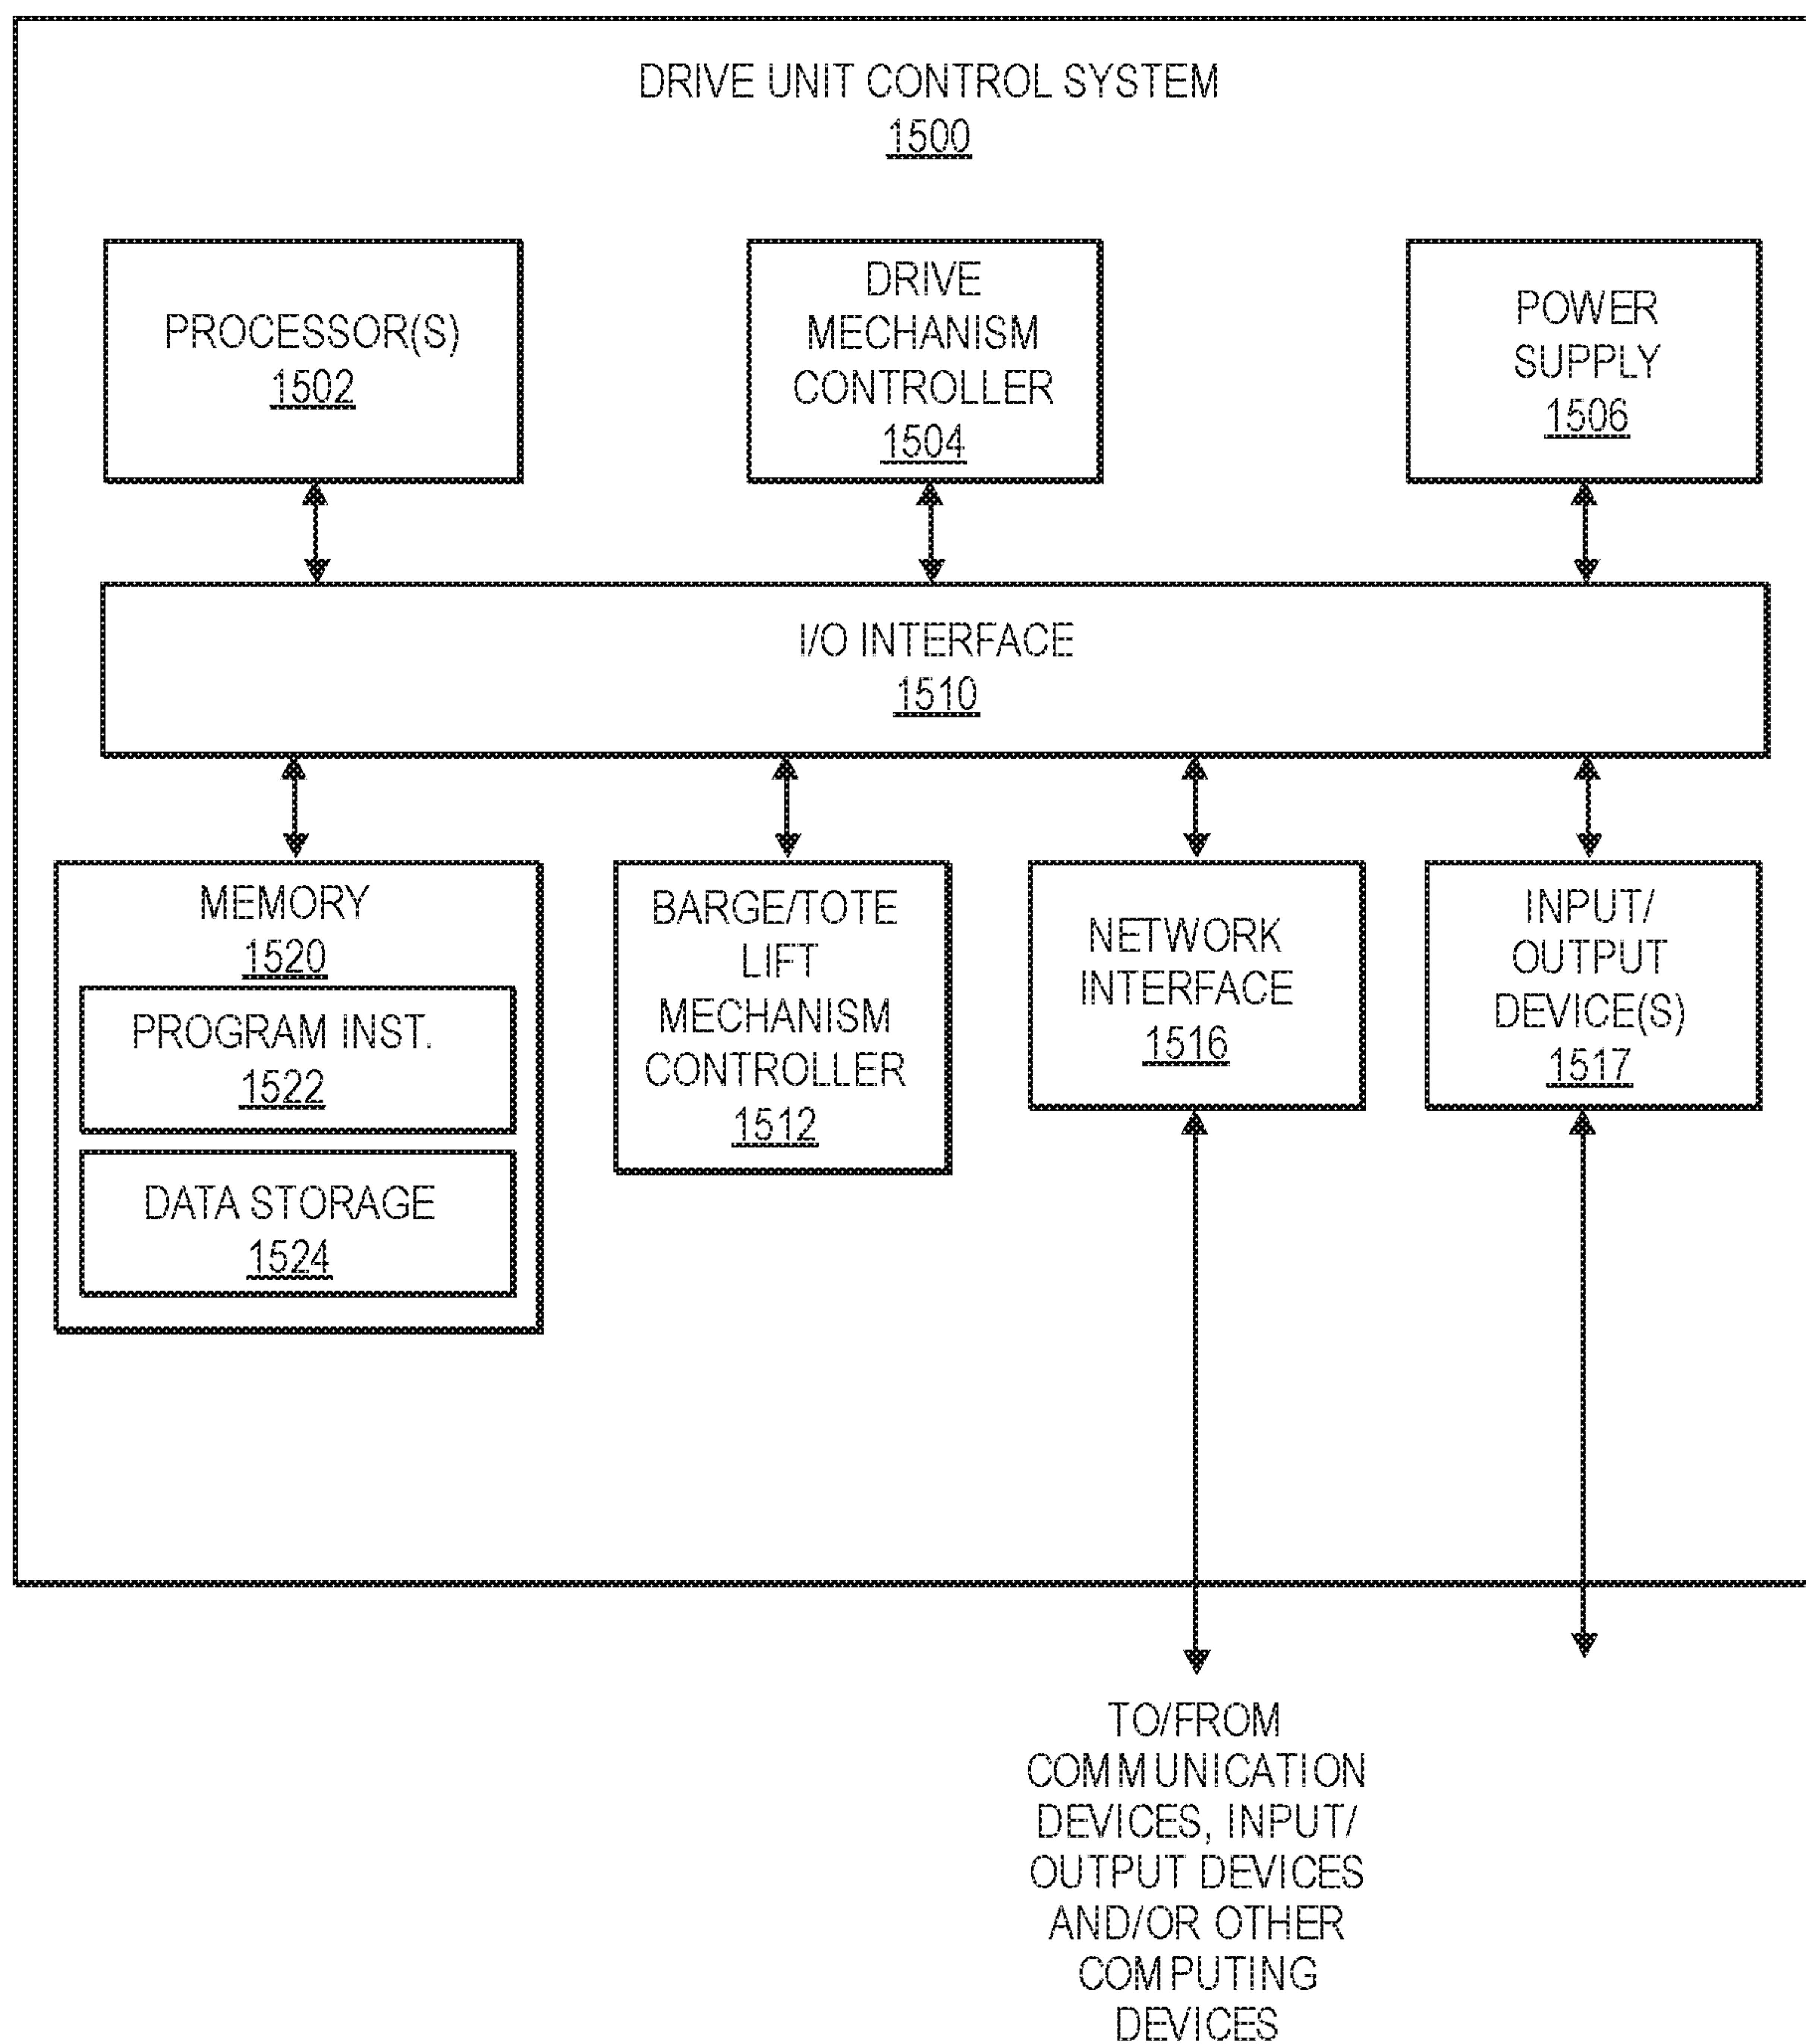 DRIVE UNIT CONTROL SYSTEM
1500
PROCESSOR(S)
1502
DRIVE
MECHANISM
CONTROLLER
1504
POWER
SUPPLY
1506
I/O INTERFACE
1510
MEMORY
1520
PROGRAM INST.
1522
DATA STORAGE
1524
BARGE/TOTE
LIFT
MECHANISM
CONTROLLER
1512
NETWORK
INTERFACE
1516
INPUT/
OUTPUT
DEVICE(S)
1517
TO/FROM
COMMUNICATION
DEVICES, INPUT/
OUTPUT DEVICES
AND/OR OTHER
COMPUTING
DEVICES